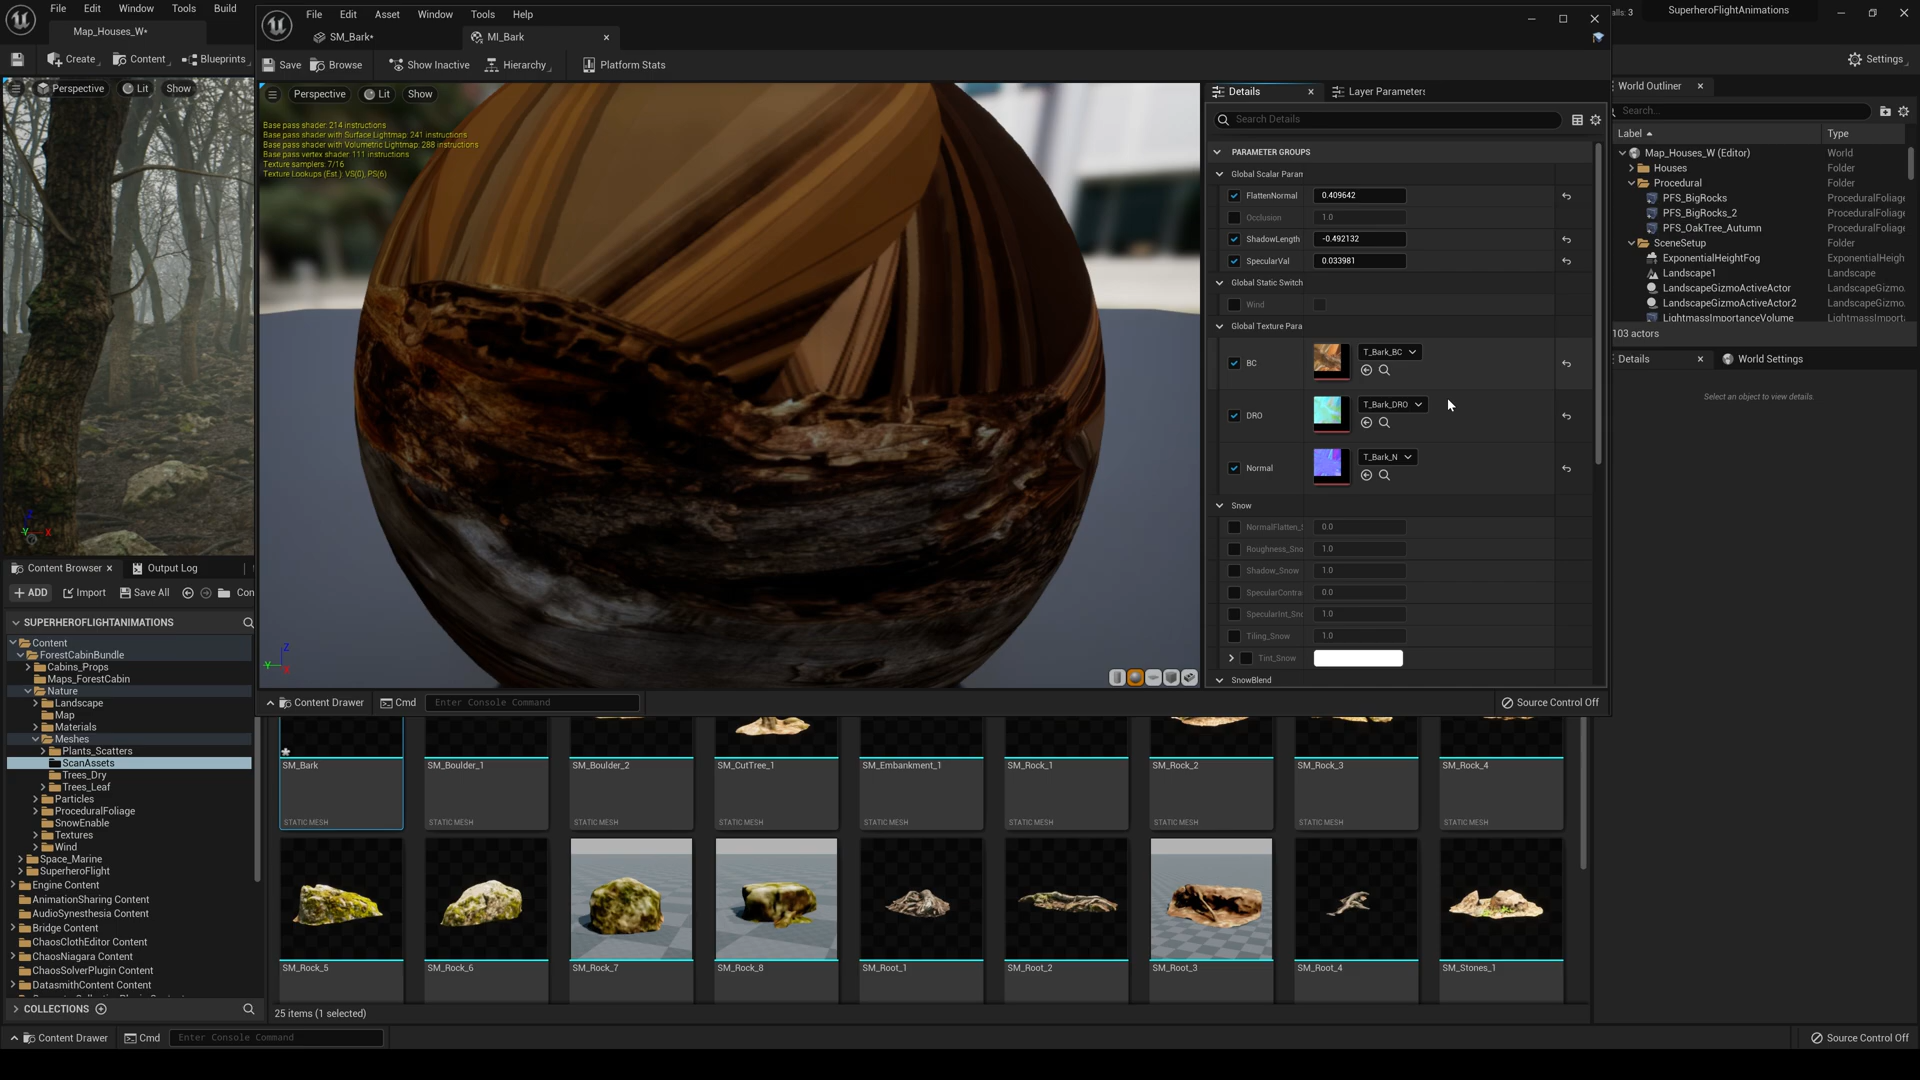 File Edit Window Tools Build
Map_Houses_W*
Create Content Blueprints
Perspective Lit Show
File Edit Asset Window Tools Help
SM_Bark* MI_Bark
Save Browse Show Inactive Hierarchy Platform Stats
Perspective Lit Show
Base pass shader: 214 instructions
Base pass shader with Surface Lightmap: 241 instructions
Base pass shader with Volumetric Lightmap: 288 instructions
Base pass vertex shader: 111 instructions
Texture samplers: 7/16
Texture Lookups (Est.): VS(0), PS(6)
Details Layer Parameters
Search Details
PARAMETER GROUPS
Global Scalar Param
FlattenNormal 0.409642
Occlusion 1.0
ShadowLength -0.492132
SpecularVal 0.033981
Global Static Switch
Wind
Global Texture Para
BC T_Bark_BC
DRO T_Bark_DRO
Normal T_Bark_N
Snow
NormalFlatten_ 0.0
Roughness_Sno 1.0
Shadow_Snow 1.0
SpecularContra 0.0
SpecularInt_Sno 1.0
Tiling_Snow 1.0
Tint_Snow
SnowBlend
Content Drawer Cmd Enter Console Command Source Control Off
alls: 3 SuperheroFlightAnimations
Settings
World Outliner
Search...
Label Type
Map_Houses_W (Editor) World
Houses Folder
Procedural Folder
PFS_BigRocks ProceduralFoliage
PFS_BigRocks_2 ProceduralFoliage
PFS_OakTree_Autumn ProceduralFoliage
SceneSetup Folder
ExponentialHeightFog ExponentialHeigh
Landscape1 Landscape
LandscapeGizmoActiveActor LandscapeGizmo
LandscapeGizmoActiveActor2 LandscapeGizmo
LightmassImportanceVolume LightmassImport
103 actors
Details World Settings
Select an object to view details.
Content Browser Output Log
ADD Import Save All Con
SUPERHEROFLIGHTANIMATIONS
Content
ForestCabinBundle
Cabins_Props
Maps_ForestCabin
Nature
Landscape
Map
Materials
Meshes
Plants_Scatters
ScanAssets
Trees_Dry
Trees_Leaf
Particles
ProceduralFoliage
SnowEnable
Textures
Wind
Space_Marine
SuperheroFlight
Engine Content
AnimationSharing Content
AudioSynesthesia Content
Bridge Content
ChaosClothEditor Content
ChaosNiagara Content
ChaosSolverPlugin Content
DatasmithContent Content
COLLECTIONS
SM_Bark SM_Boulder_1 SM_Boulder_2 SM_CutTree_1 SM_Embankment_1 SM_Rock_1 SM_Rock_2 SM_Rock_3 SM_Rock_4
STATIC MESH STATIC MESH STATIC MESH STATIC MESH STATIC MESH STATIC MESH STATIC MESH STATIC MESH STATIC MESH
SM_Rock_5 SM_Rock_6 SM_Rock_7 SM_Rock_8 SM_Root_1 SM_Root_2 SM_Root_3 SM_Root_4 SM_Stones_1
25 items (1 selected)
Content Drawer Cmd Enter Console Command Source Control Off